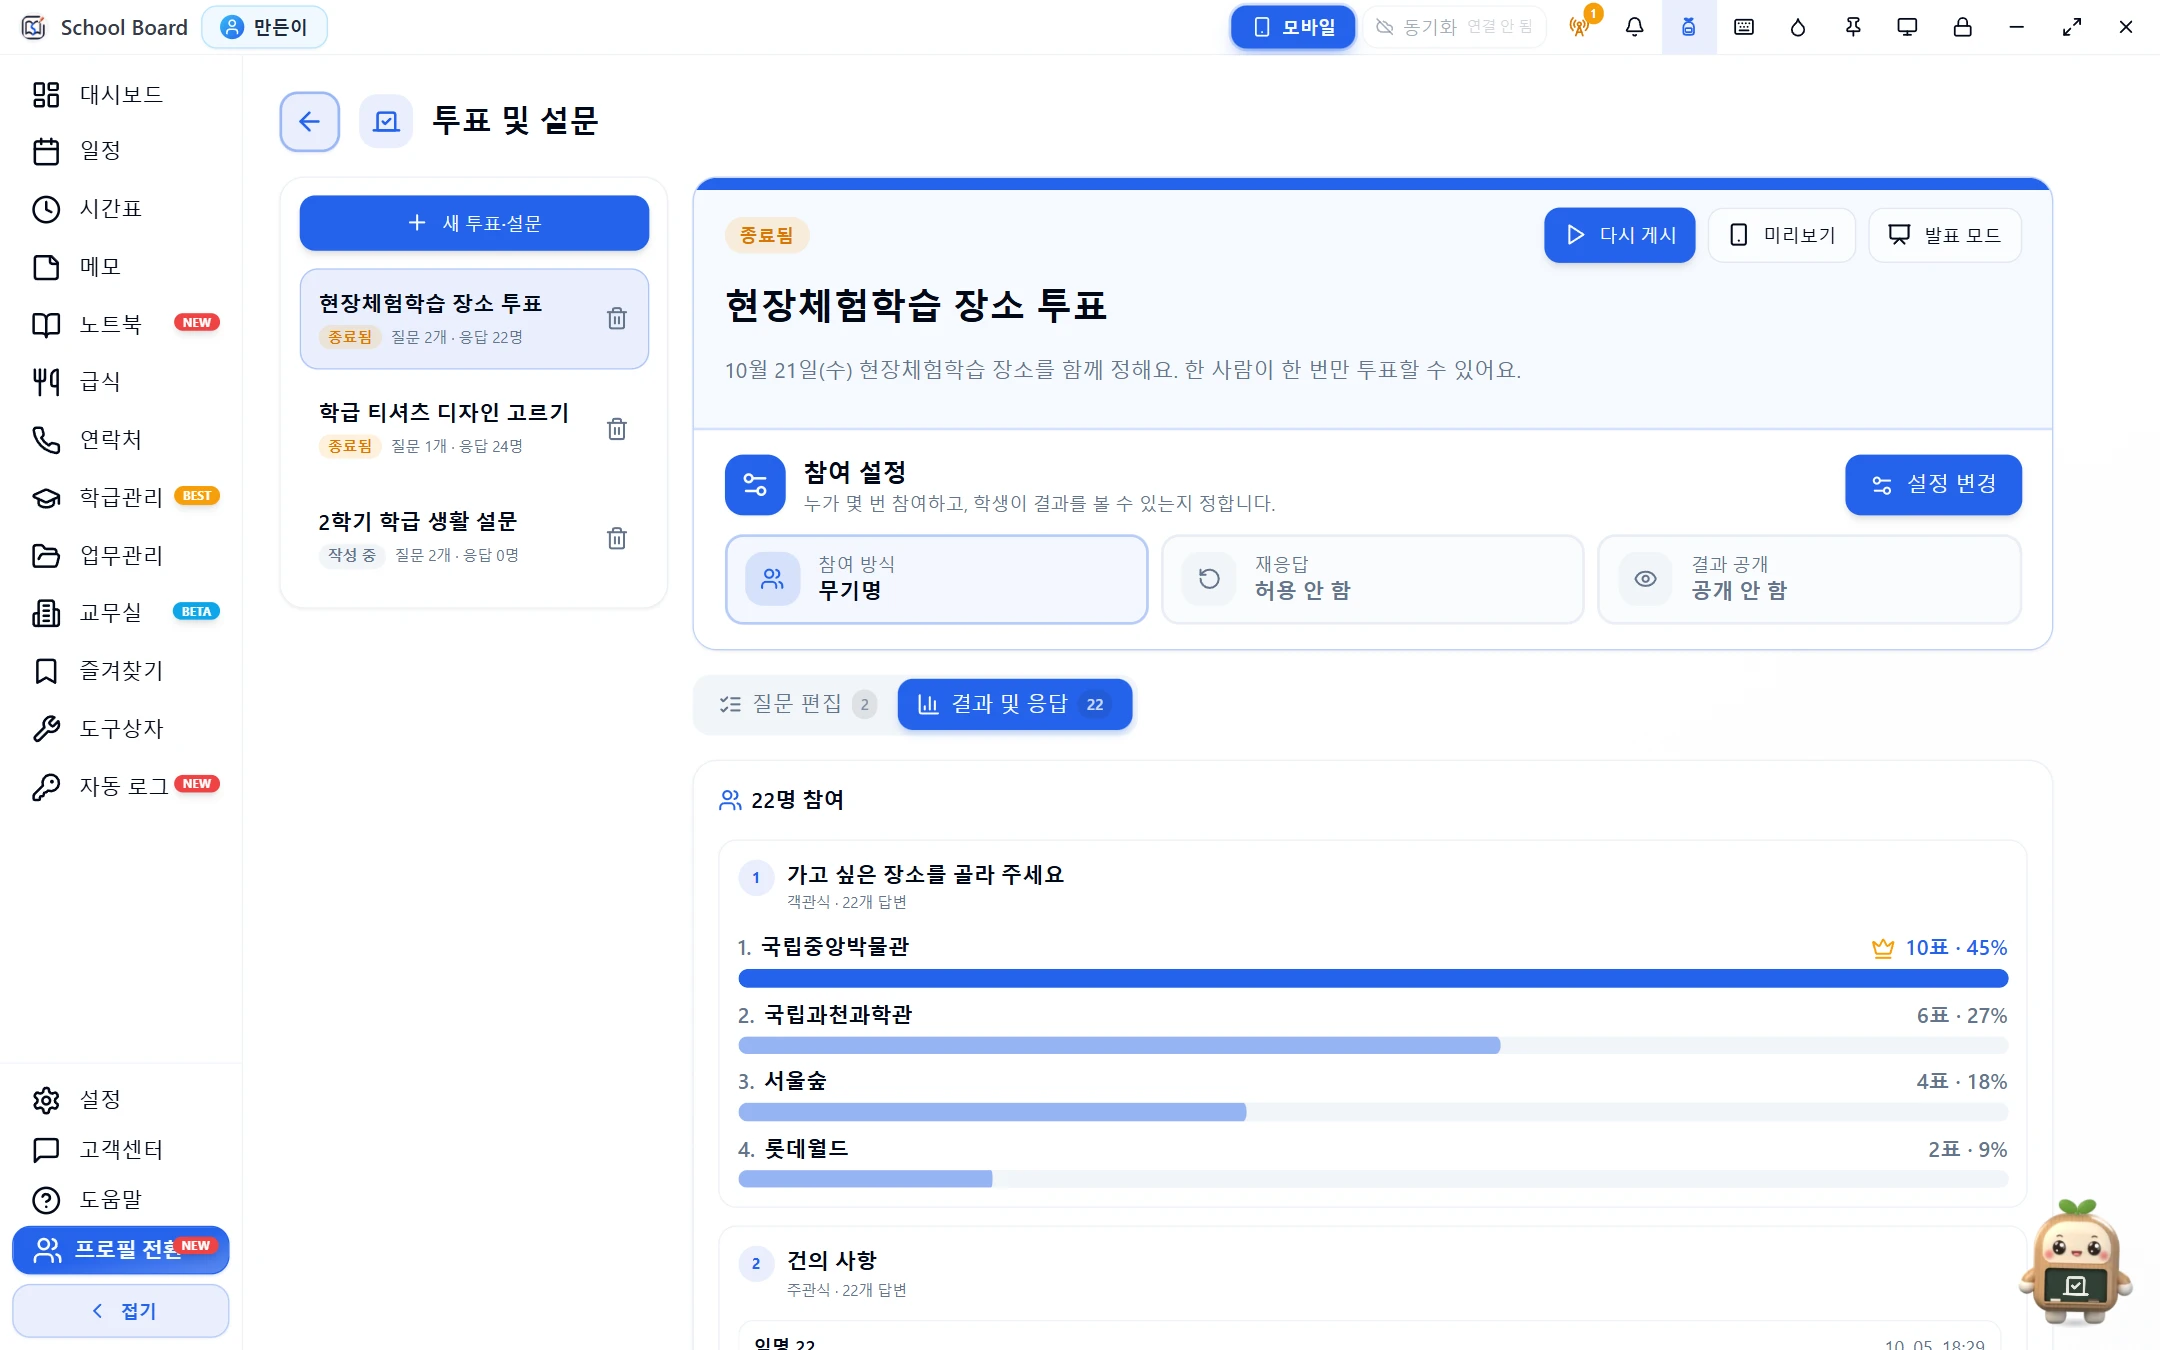 School Board
만든이
모바일
동기화 연결 안 됨
1
대시보드
일정
시간표
메모
노트북 NEW
급식
연락처
학급관리 BEST
업무관리
교무실 BETA
즐겨찾기
도구상자
자동 로그 NEW
설정
고객센터
도움말
프로필 전환 NEW
접기
투표 및 설문
새 투표·설문
현장체험학습 장소 투표
종료됨 질문 2개 · 응답 22명
학급 티셔츠 디자인 고르기
종료됨 질문 1개 · 응답 24명
2학기 학급 생활 설문
작성 중 질문 2개 · 응답 0명
종료됨
다시 게시
미리보기
발표 모드
현장체험학습 장소 투표
10월 21일(수) 현장체험학습 장소를 함께 정해요. 한 사람이 한 번만 투표할 수 있어요.
참여 설정
누가 몇 번 참여하고, 학생이 결과를 볼 수 있는지 정합니다.
설정 변경
참여 방식
무기명
재응답
허용 안 함
결과 공개
공개 안 함
질문 편집 2
결과 및 응답 22
22명 참여
1 가고 싶은 장소를 골라 주세요
객관식 · 22개 답변
1. 국립중앙박물관 10표 · 45%
2. 국립과천과학관 6표 · 27%
3. 서울숲 4표 · 18%
4. 롯데월드 2표 · 9%
2 건의 사항
주관식 · 22개 답변
익명 22 10. 05. 18:29